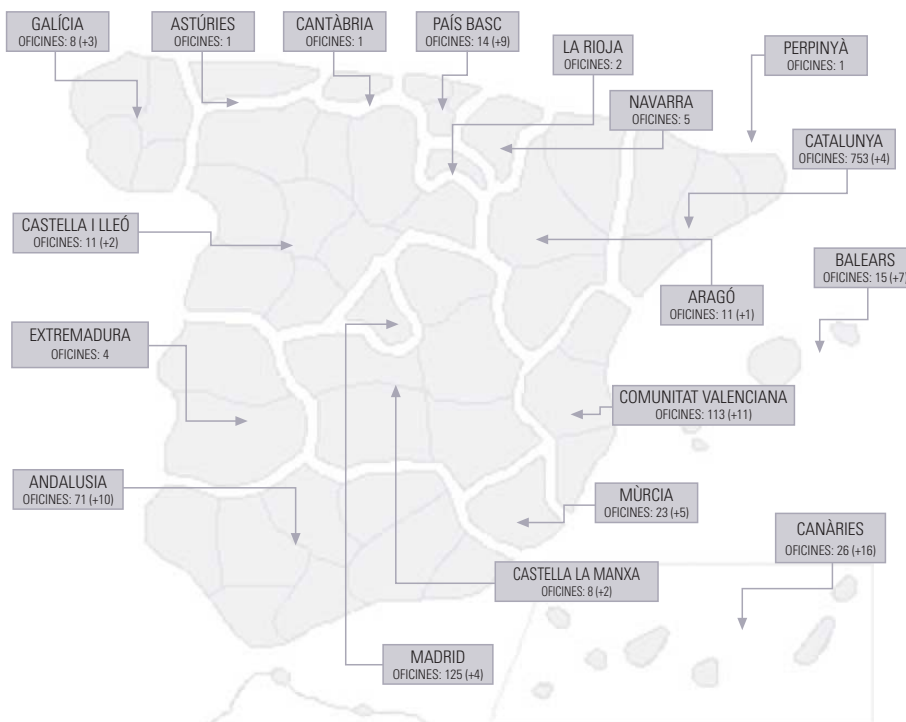 GALÍCIA
OFICINES: 8 (+3)
ASTÚRIES
OFICINES: 1
CANTÀBRIA
OFICINES: 1
PAÍS BASC
OFICINES: 14 (+9)
LA RIOJA
OFICINES: 2
PERPINYÀ
OFICINES: 1
NAVARRA
OFICINES: 5
CATALUNYA
OFICINES: 753 (+4)
CASTELLA I LLEÓ
OFICINES: 11 (+2)
BALEARS
OFICINES: 15 (+7)
ARAGÓ
OFICINES: 11 (+1)
EXTREMADURA
OFICINES: 4
COMUNITAT VALENCIANA
OFICINES: 113 (+11)
ANDALUSIA
OFICINES: 71 (+10)
MÙRCIA
OFICINES: 23 (+5)
CANÀRIES
OFICINES: 26 (+16)
CASTELLA LA MANXA
OFICINES: 8 (+2)
MADRID
OFICINES: 125 (+4)